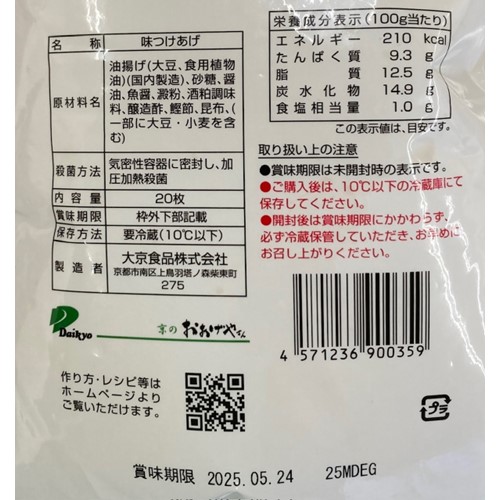 名称 味つけあげ
原材料名 油揚げ(大豆、食用植物
油)(国内製造)、砂糖、醤
油、魚醤、澱粉、酒粕調味
料、醸造酢、鰹節、昆布、(
一部に大豆・小麦を含
む)
殺菌方法 気密性容器に密封し、加
圧加熱殺菌
内容量 20枚
賞味期限 枠外下部記載
保存方法 要冷蔵(10℃以下)
製造者 大京食品株式会社
京都市南区上鳥羽塔ノ森柴東町
275
栄養成分表示(100g当たり)
エネルギー 210 kcal
たんぱく質 9.3 g
脂質 12.5 g
炭水化物 14.9 g
食塩相当量 1.0 g
この表示値は、目安です。
取り扱い上の注意
●賞味期限は未開封時の表示です。
●ご購入後は、10℃以下の冷蔵庫にて
保存してください。
●開封後は賞味期限にかかわらず、
必ず冷蔵保管していただき、お早めに
お召し上がりください。
Daikyo
京の おあげやさん
4 571236 900359
作り方・レシピ等は
ホームページより
ご覧いただけます。
プラ
賞味期限 2025.05.24 25MDEG